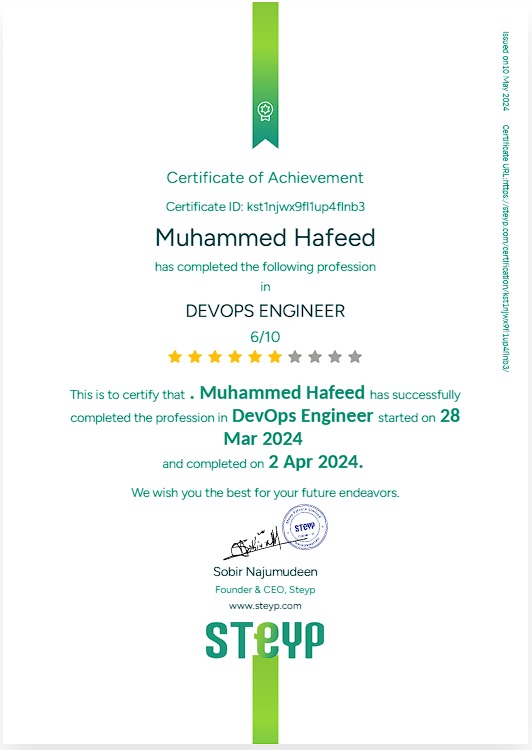 Issued on10 May 2024 Certificate URL:https://steyp.com/certification/kst1njwx9fl1up4flnb3/
Certificate of Achievement
Certificate ID: kst1njwx9fl1up4flnb3
Muhammed Hafeed
has completed the following profession
in
DEVOPS ENGINEER
6/10
This is to certify that . Muhammed Hafeed has successfully
completed the profession in DevOps Engineer started on 28
Mar 2024
and completed on 2 Apr 2024.
We wish you the best for your future endeavors.
STEYP
Sobir Najumudeen
Founder & CEO, Steyp
www.steyp.com
STEYP